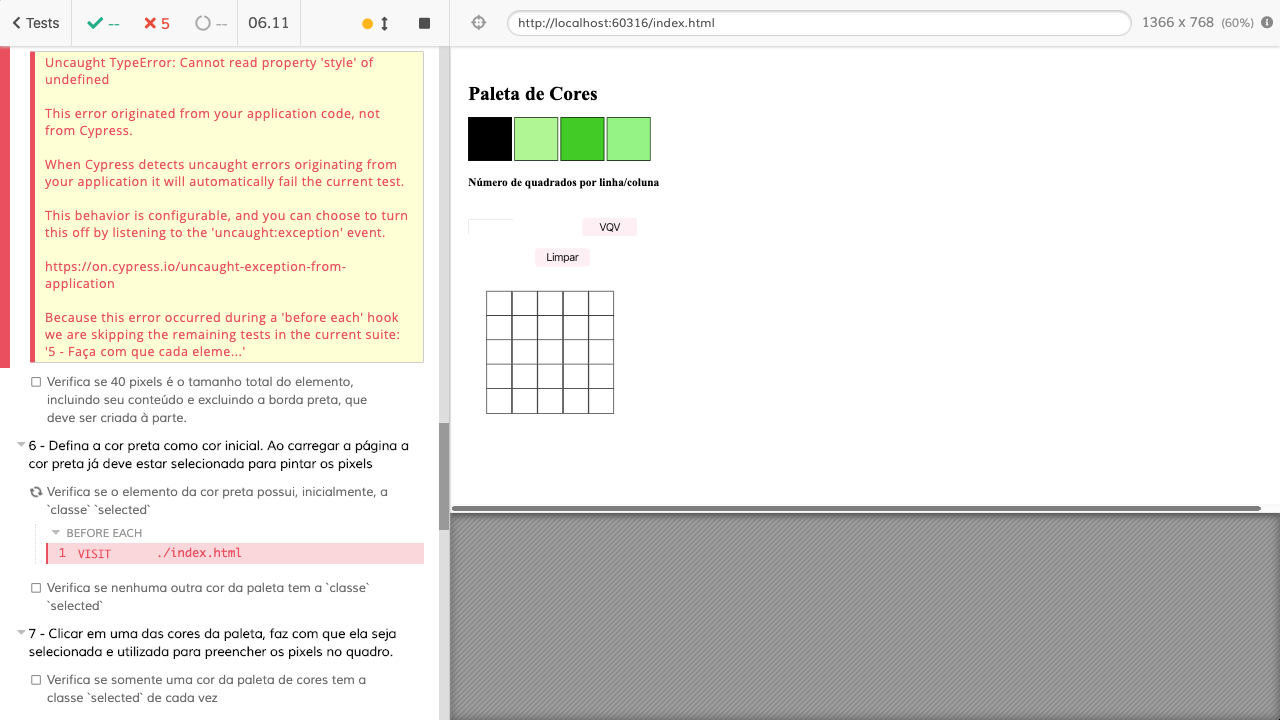 Tests
--
5
--
06.11
http://localhost:60316/index.html
1366 x 768 (60%)
Uncaught TypeError: Cannot read property 'style' of
undefined
This error originated from your application code, not
from Cypress.
When Cypress detects uncaught errors originating from
your application it will automatically fail the current test.
This behavior is configurable, and you can choose to turn
this off by listening to the 'uncaught:exception' event.
https://on.cypress.io/uncaught-exception-from-
application
Because this error occurred during a 'before each' hook
we are skipping the remaining tests in the current suite:
'5 - Faça com que cada eleme...'
Verifica se 40 pixels é o tamanho total do elemento,
incluindo seu conteúdo e excluindo a borda preta, que
deve ser criada à parte.
6 - Defina a cor preta como cor inicial. Ao carregar a página a
cor preta já deve estar selecionada para pintar os pixels
Verifica se o elemento da cor preta possui, inicialmente, a
`classe` `selected`
BEFORE EACH
1 VISIT ./index.html
Verifica se nenhuma outra cor da paleta tem a `classe`
`selected`
7 - Clicar em uma das cores da paleta, faz com que ela seja
selecionada e utilizada para preencher os pixels no quadro.
Verifica se somente uma cor da paleta de cores tem a
classe `selected` de cada vez
Paleta de Cores
Número de quadrados por linha/coluna
VQV
Limpar